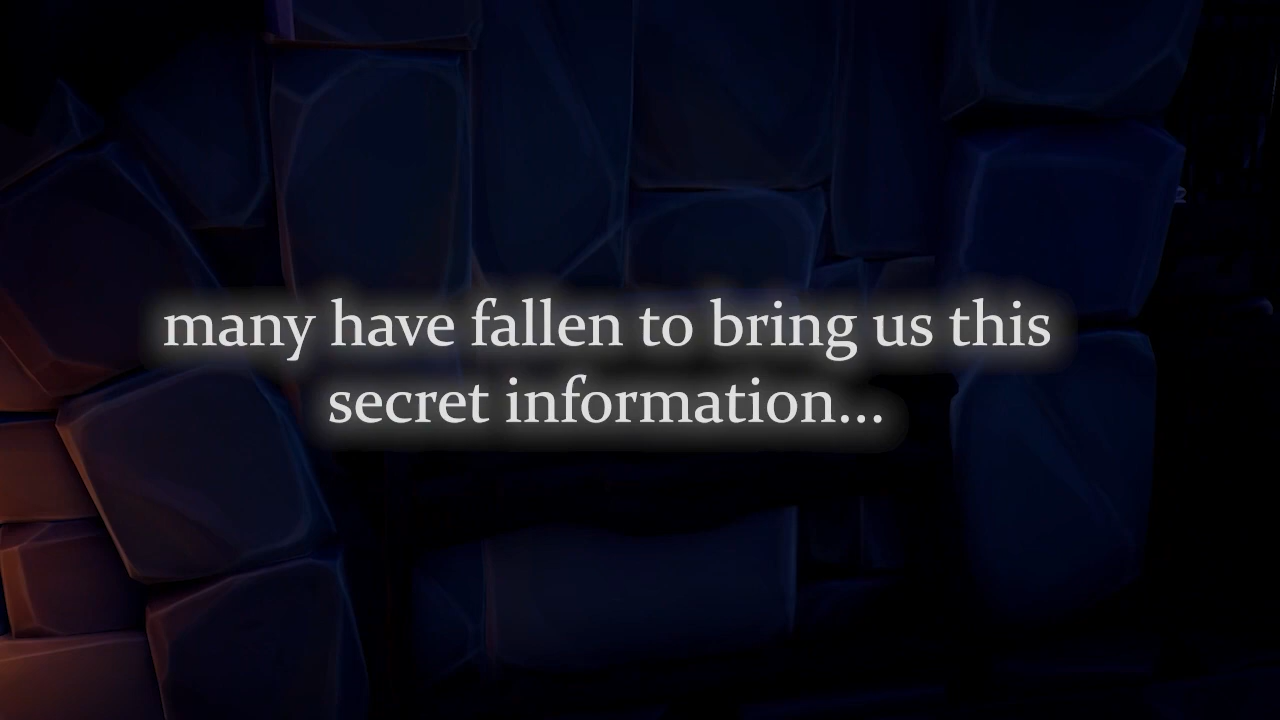 many have fallen to bring us this
secret information...